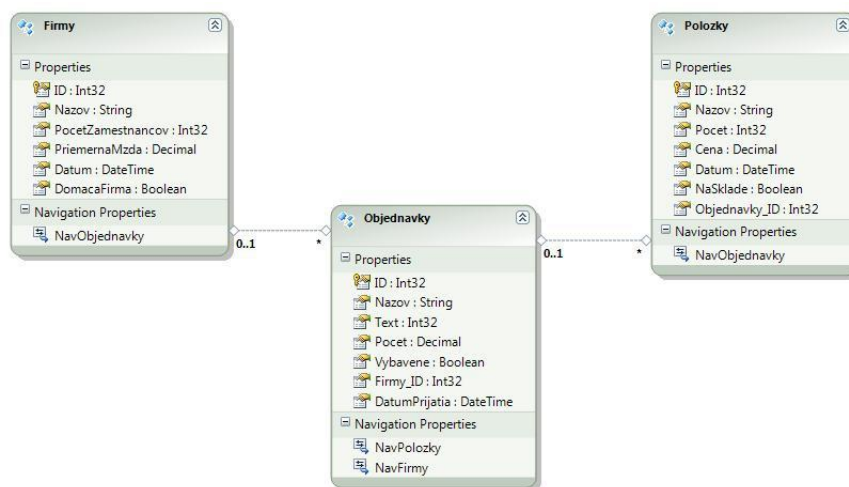 Firmy
Properties
ID : Int32
Nazov : String
PocetZamestnancov : Int32
PriemernaMzda : Decimal
Datum : DateTime
DomacaFirma : Boolean
Navigation Properties
NavObjednavky
0..1
*
Objednavky
Properties
ID : Int32
Nazov : String
Text : Int32
Pocet : Decimal
Vybavene : Boolean
Firmy_ID : Int32
DatumPrijatia : DateTime
Navigation Properties
NavPolozky
NavFirmy
0..1
*
Polozky
Properties
ID : Int32
Nazov : String
Pocet : Int32
Cena : Decimal
Datum : DateTime
NaSklade : Boolean
Objednavky_ID : Int32
Navigation Properties
NavObjednavky